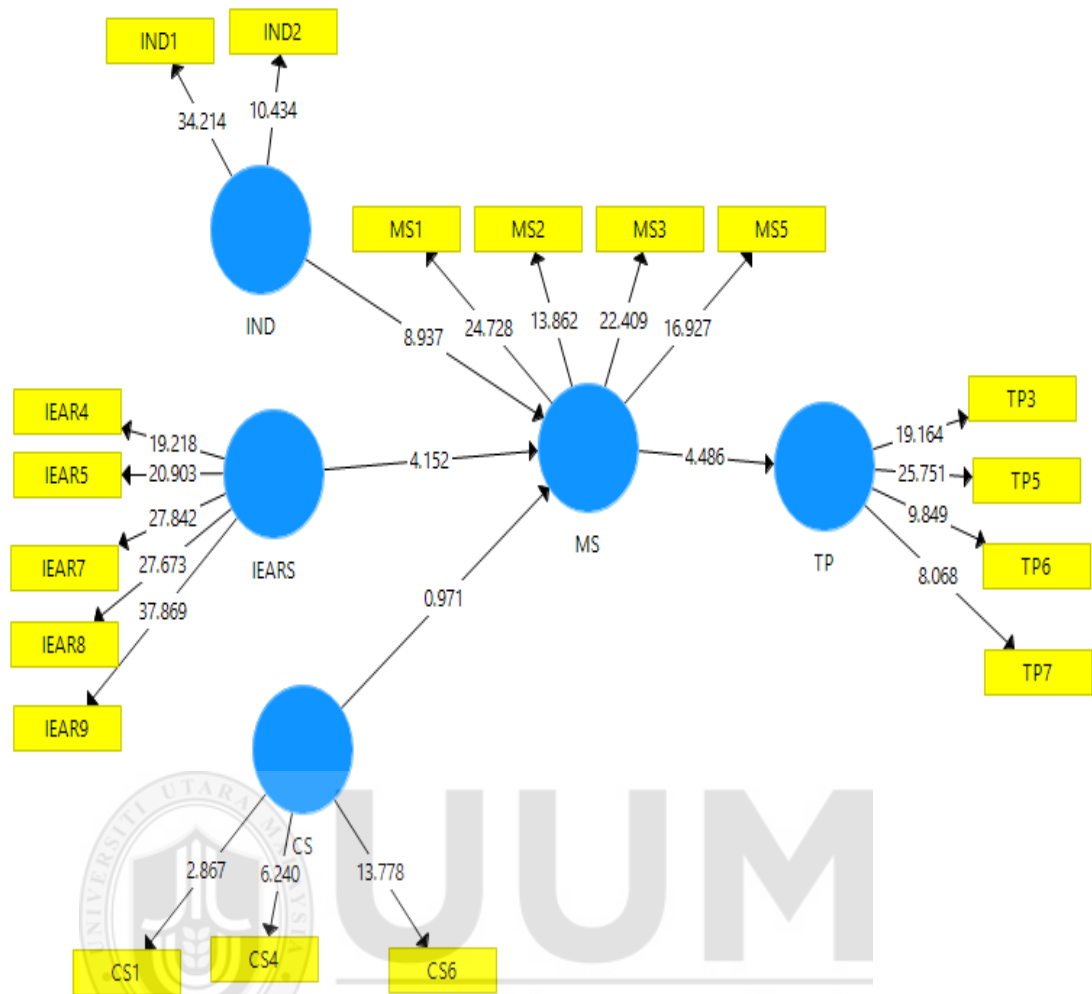 IND1
IND2
34.214
10.434
IND
8.937
MS1
MS2
MS3
MS5
24.728
13.862
22.409
16.927
MS
IEAR4
IEAR5
IEAR7
IEAR8
IEAR9
19.218
20.903
27.842
27.673
37.869
IEARS
4.152
4.486
TP
TP3
TP5
TP6
TP7
19.164
25.751
9.849
8.068
0.971
CS
2.867
6.240
13.778
CS1
CS4
CS6
UNIVERSITI UTARA MALAYSIA
UUM